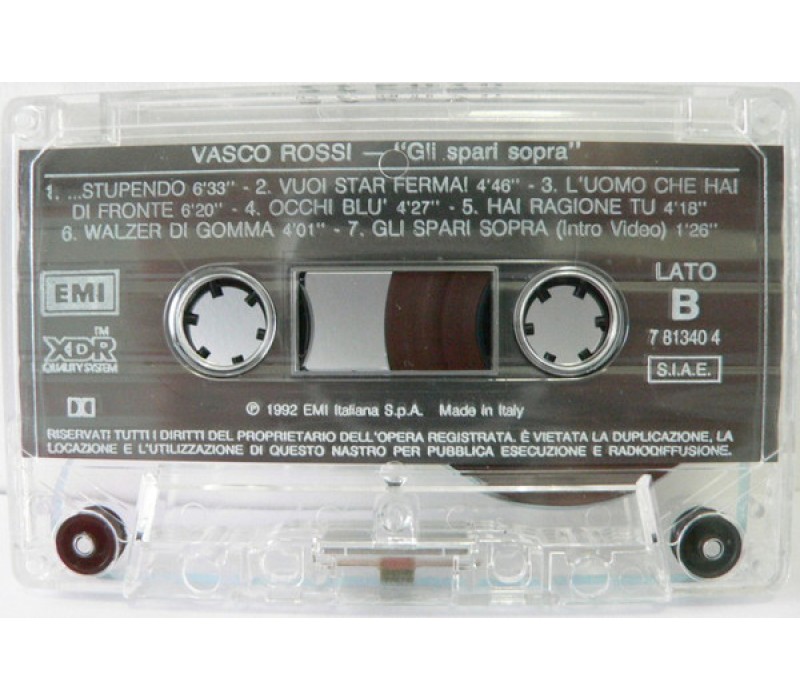 VASCO ROSSI — "Gli spari sopra"
1. ...STUPENDO 6'33" - 2. VUOI STAR FERMA! 4'46" - 3. L'UOMO CHE HAI
DI FRONTE 6'20" - 4. OCCHI BLU' 4'27" - 5. HAI RAGIONE TU 4'18"
6. WALZER DI GOMMA 4'01" - 7. GLI SPARI SOPRA (Intro Video) 1'26"
EMI
LATO
B
7 81340 4
XDR™
QUALITY SYSTEM
S.I.A.E.
℗ 1992 EMI Italiana S.p.A. Made in Italy
RISERVATI TUTTI I DIRITTI DEL PROPRIETARIO DELL'OPERA REGISTRATA. È VIETATA LA DUPLICAZIONE, LA
LOCAZIONE E L'UTILIZZAZIONE DI QUESTO NASTRO PER PUBBLICA ESECUZIONE E RADIODIFFUSIONE.